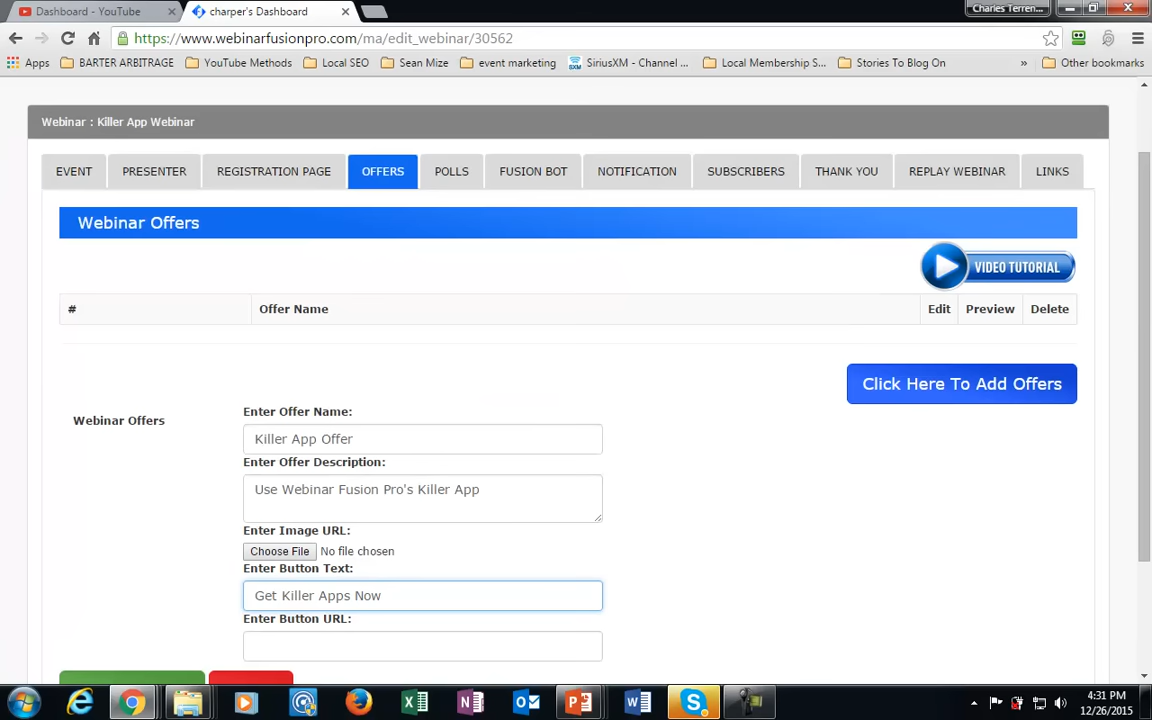 Dashboard - YouTube
charper's Dashboard
Charles Terren...
https://www.webinarfusionpro.com/ma/edit_webinar/30562
Apps BARTER ARBITRAGE YouTube Methods Local SEO Sean Mize event marketing SiriusXM - Channel ... Local Membership S... Stories To Blog On » Other bookmarks
Webinar : Killer App Webinar
EVENT PRESENTER REGISTRATION PAGE OFFERS POLLS FUSION BOT NOTIFICATION SUBSCRIBERS THANK YOU REPLAY WEBINAR LINKS
Webinar Offers
VIDEO TUTORIAL
# Offer Name Edit Preview Delete
Click Here To Add Offers
Webinar Offers
Enter Offer Name:
Killer App Offer
Enter Offer Description:
Use Webinar Fusion Pro's Killer App
Enter Image URL:
Choose File No file chosen
Enter Button Text:
Get Killer Apps Now
Enter Button URL:
4:31 PM
12/26/2015